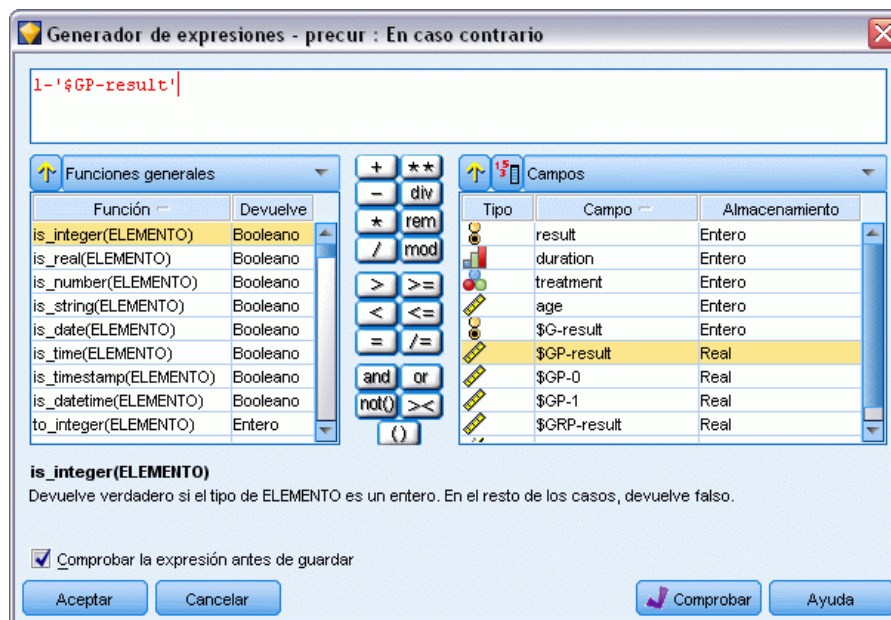 Generador de expresiones - precur : En caso contrario
1-'$GP-result'
Funciones generales
Función Devuelve
is_integer(ELEMENTO) Booleano
is_real(ELEMENTO) Booleano
is_number(ELEMENTO) Booleano
is_string(ELEMENTO) Booleano
is_date(ELEMENTO) Booleano
is_time(ELEMENTO) Booleano
is_timestamp(ELEMENTO) Booleano
is_datetime(ELEMENTO) Booleano
to_integer(ELEMENTO) Entero
+ **
- div
* rem
/ mod
> >=
< <=
= /=
and or
not() ><
()
Campos
Tipo Campo Almacenamiento
result Entero
duration Entero
treatment Entero
age Entero
$G-result Entero
$GP-result Real
$GP-0 Real
$GP-1 Real
$GRP-result Real
is_integer(ELEMENTO)
Devuelve verdadero si el tipo de ELEMENTO es un entero. En el resto de los casos, devuelve falso.
Comprobar la expresión antes de guardar
Aceptar Cancelar Comprobar Ayuda